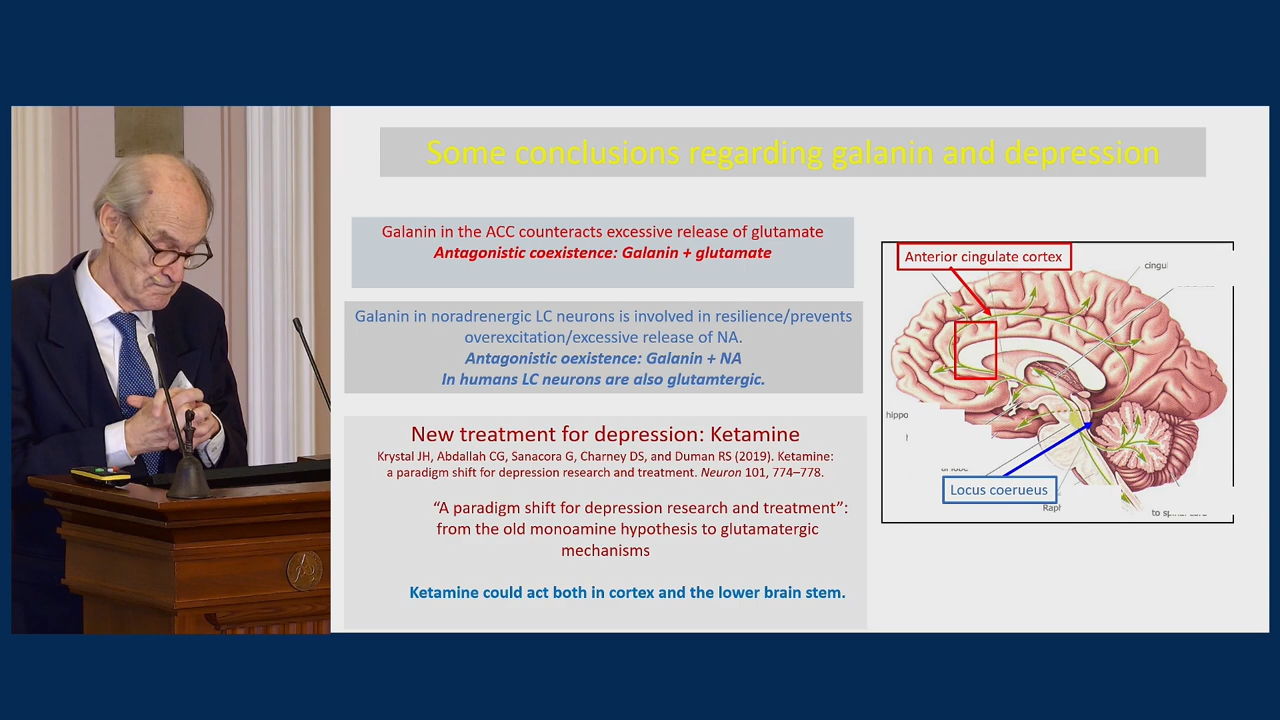 Some conclusions regarding galanin and depression
Galanin in the ACC counteracts excessive release of glutamate
Antagonistic coexistence: Galanin + glutamate
Galanin in noradrenergic LC neurons is involved in resilience/prevents
overexcitation/excessive release of NA.
Antagonistic oexistence: Galanin + NA
In humans LC neurons are also glutamtergic.
New treatment for depression: Ketamine
Krystal JH, Abdallah CG, Sanacora G, Charney DS, and Duman RS (2019). Ketamine:
a paradigm shift for depression research and treatment. Neuron 101, 774–778.
“A paradigm shift for depression research and treatment”:
from the old monoamine hypothesis to glutamatergic
mechanisms
Ketamine could act both in cortex and the lower brain stem.
Anterior cingulate cortex
cingul
hippo
Locus coerueus
Raph